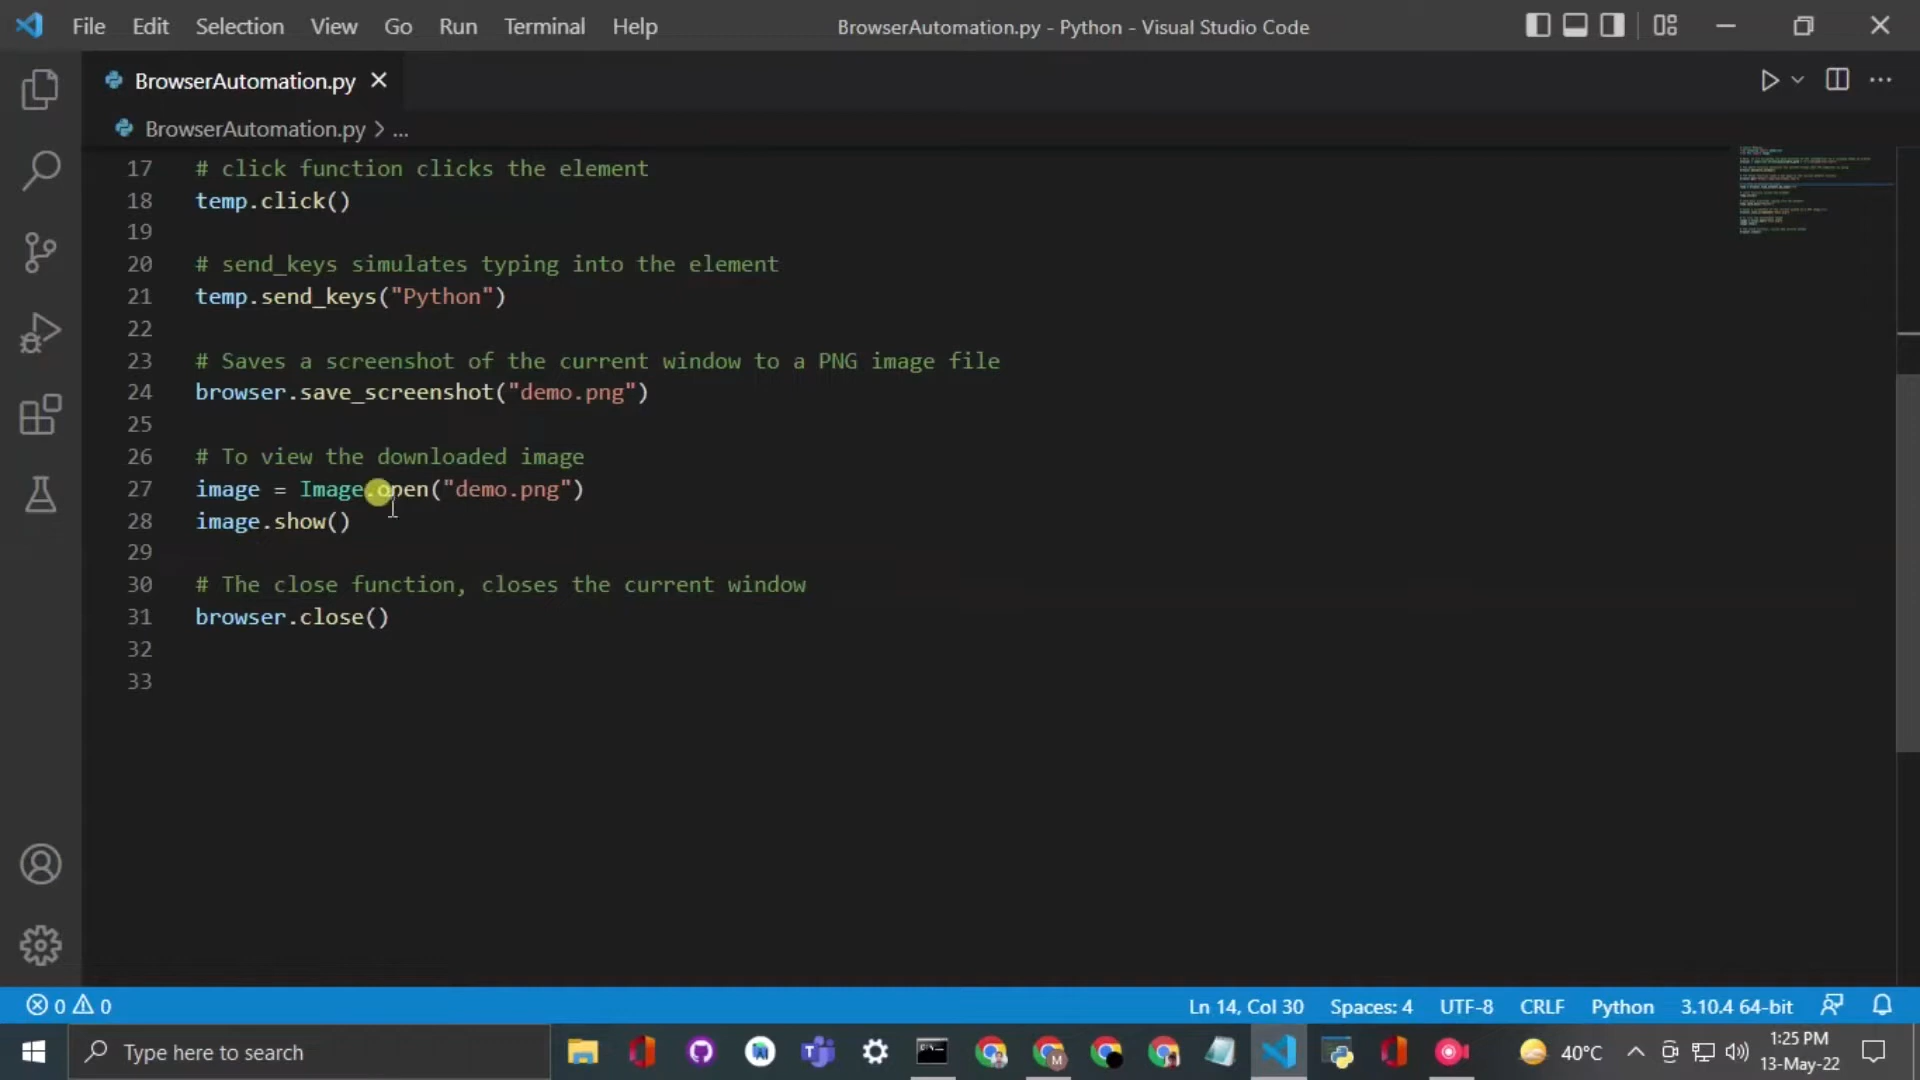 File Edit Selection View Go Run Terminal Help BrowserAutomation.py - Python - Visual Studio Code
BrowserAutomation.py
BrowserAutomation.py > ...
17 # click function clicks the element
18 temp.click()
19
20 # send_keys simulates typing into the element
21 temp.send_keys("Python")
22
23 # Saves a screenshot of the current window to a PNG image file
24 browser.save_screenshot("demo.png")
25
26 # To view the downloaded image
27 image = Image.open("demo.png")
28 image.show()
29
30 # The close function, closes the current window
31 browser.close()
32
33
0 0 Ln 14, Col 30 Spaces: 4 UTF-8 CRLF Python 3.10.4 64-bit
Type here to search 40°C 1:25 PM
13-May-22